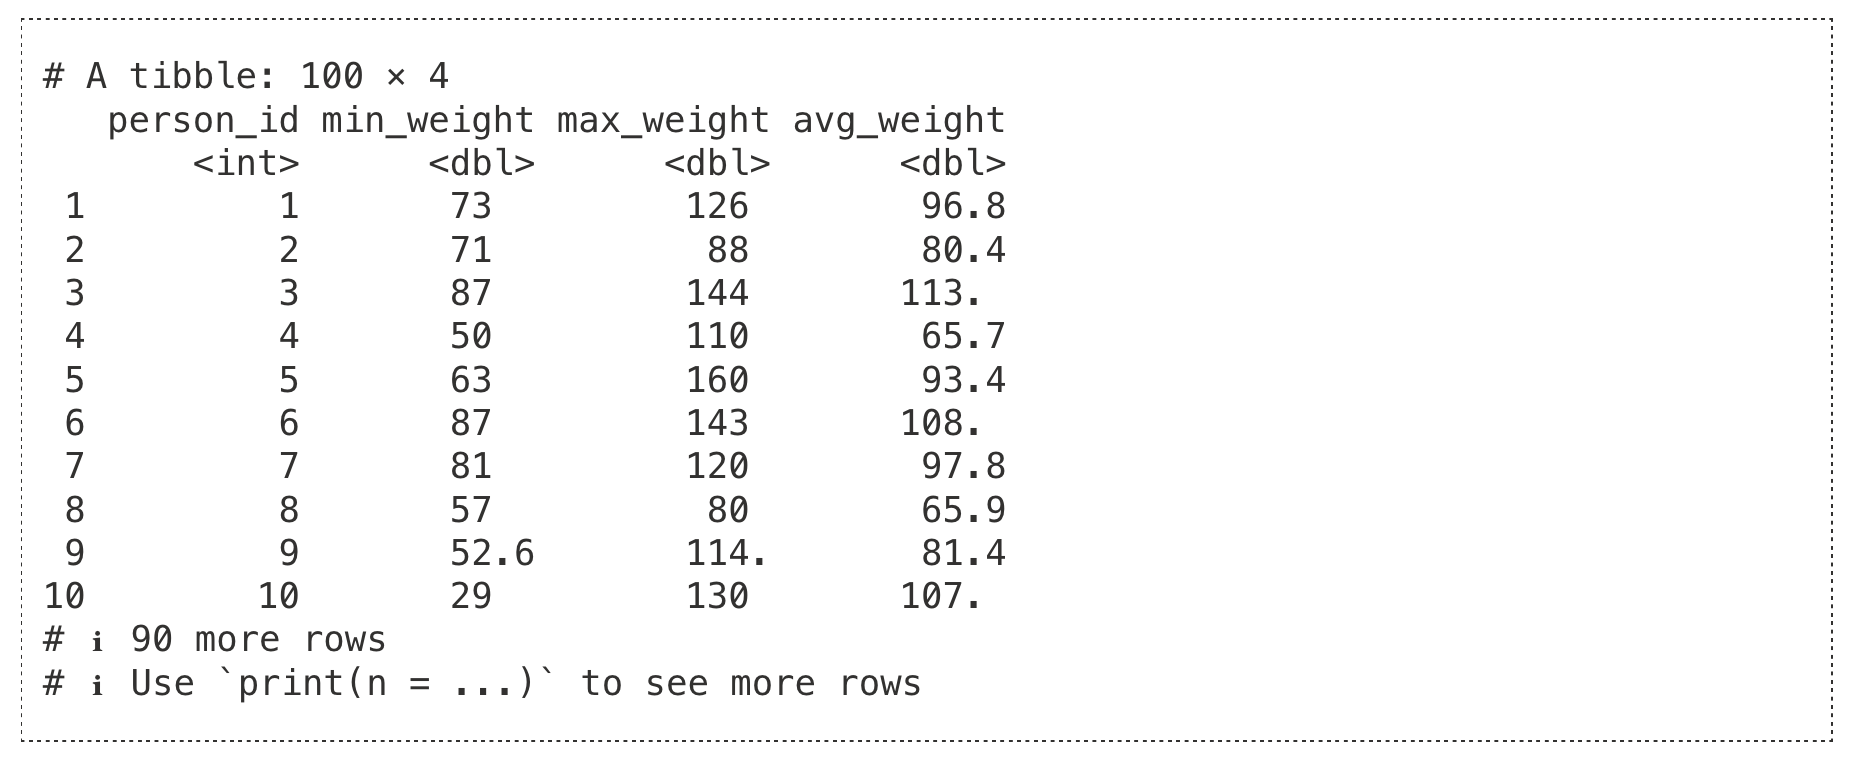 # A tibble: 100 × 4
   person_id min_weight max_weight avg_weight
       <int>      <dbl>      <dbl>      <dbl>
 1         1       73         126        96.8
 2         2       71          88        80.4
 3         3       87         144       113. 
 4         4       50         110        65.7
 5         5       63         160        93.4
 6         6       87         143       108. 
 7         7       81         120        97.8
 8         8       57          80        65.9
 9         9       52.6       114.       81.4
10        10       29         130       107. 
# ℹ 90 more rows
# ℹ Use `print(n = ...)` to see more rows